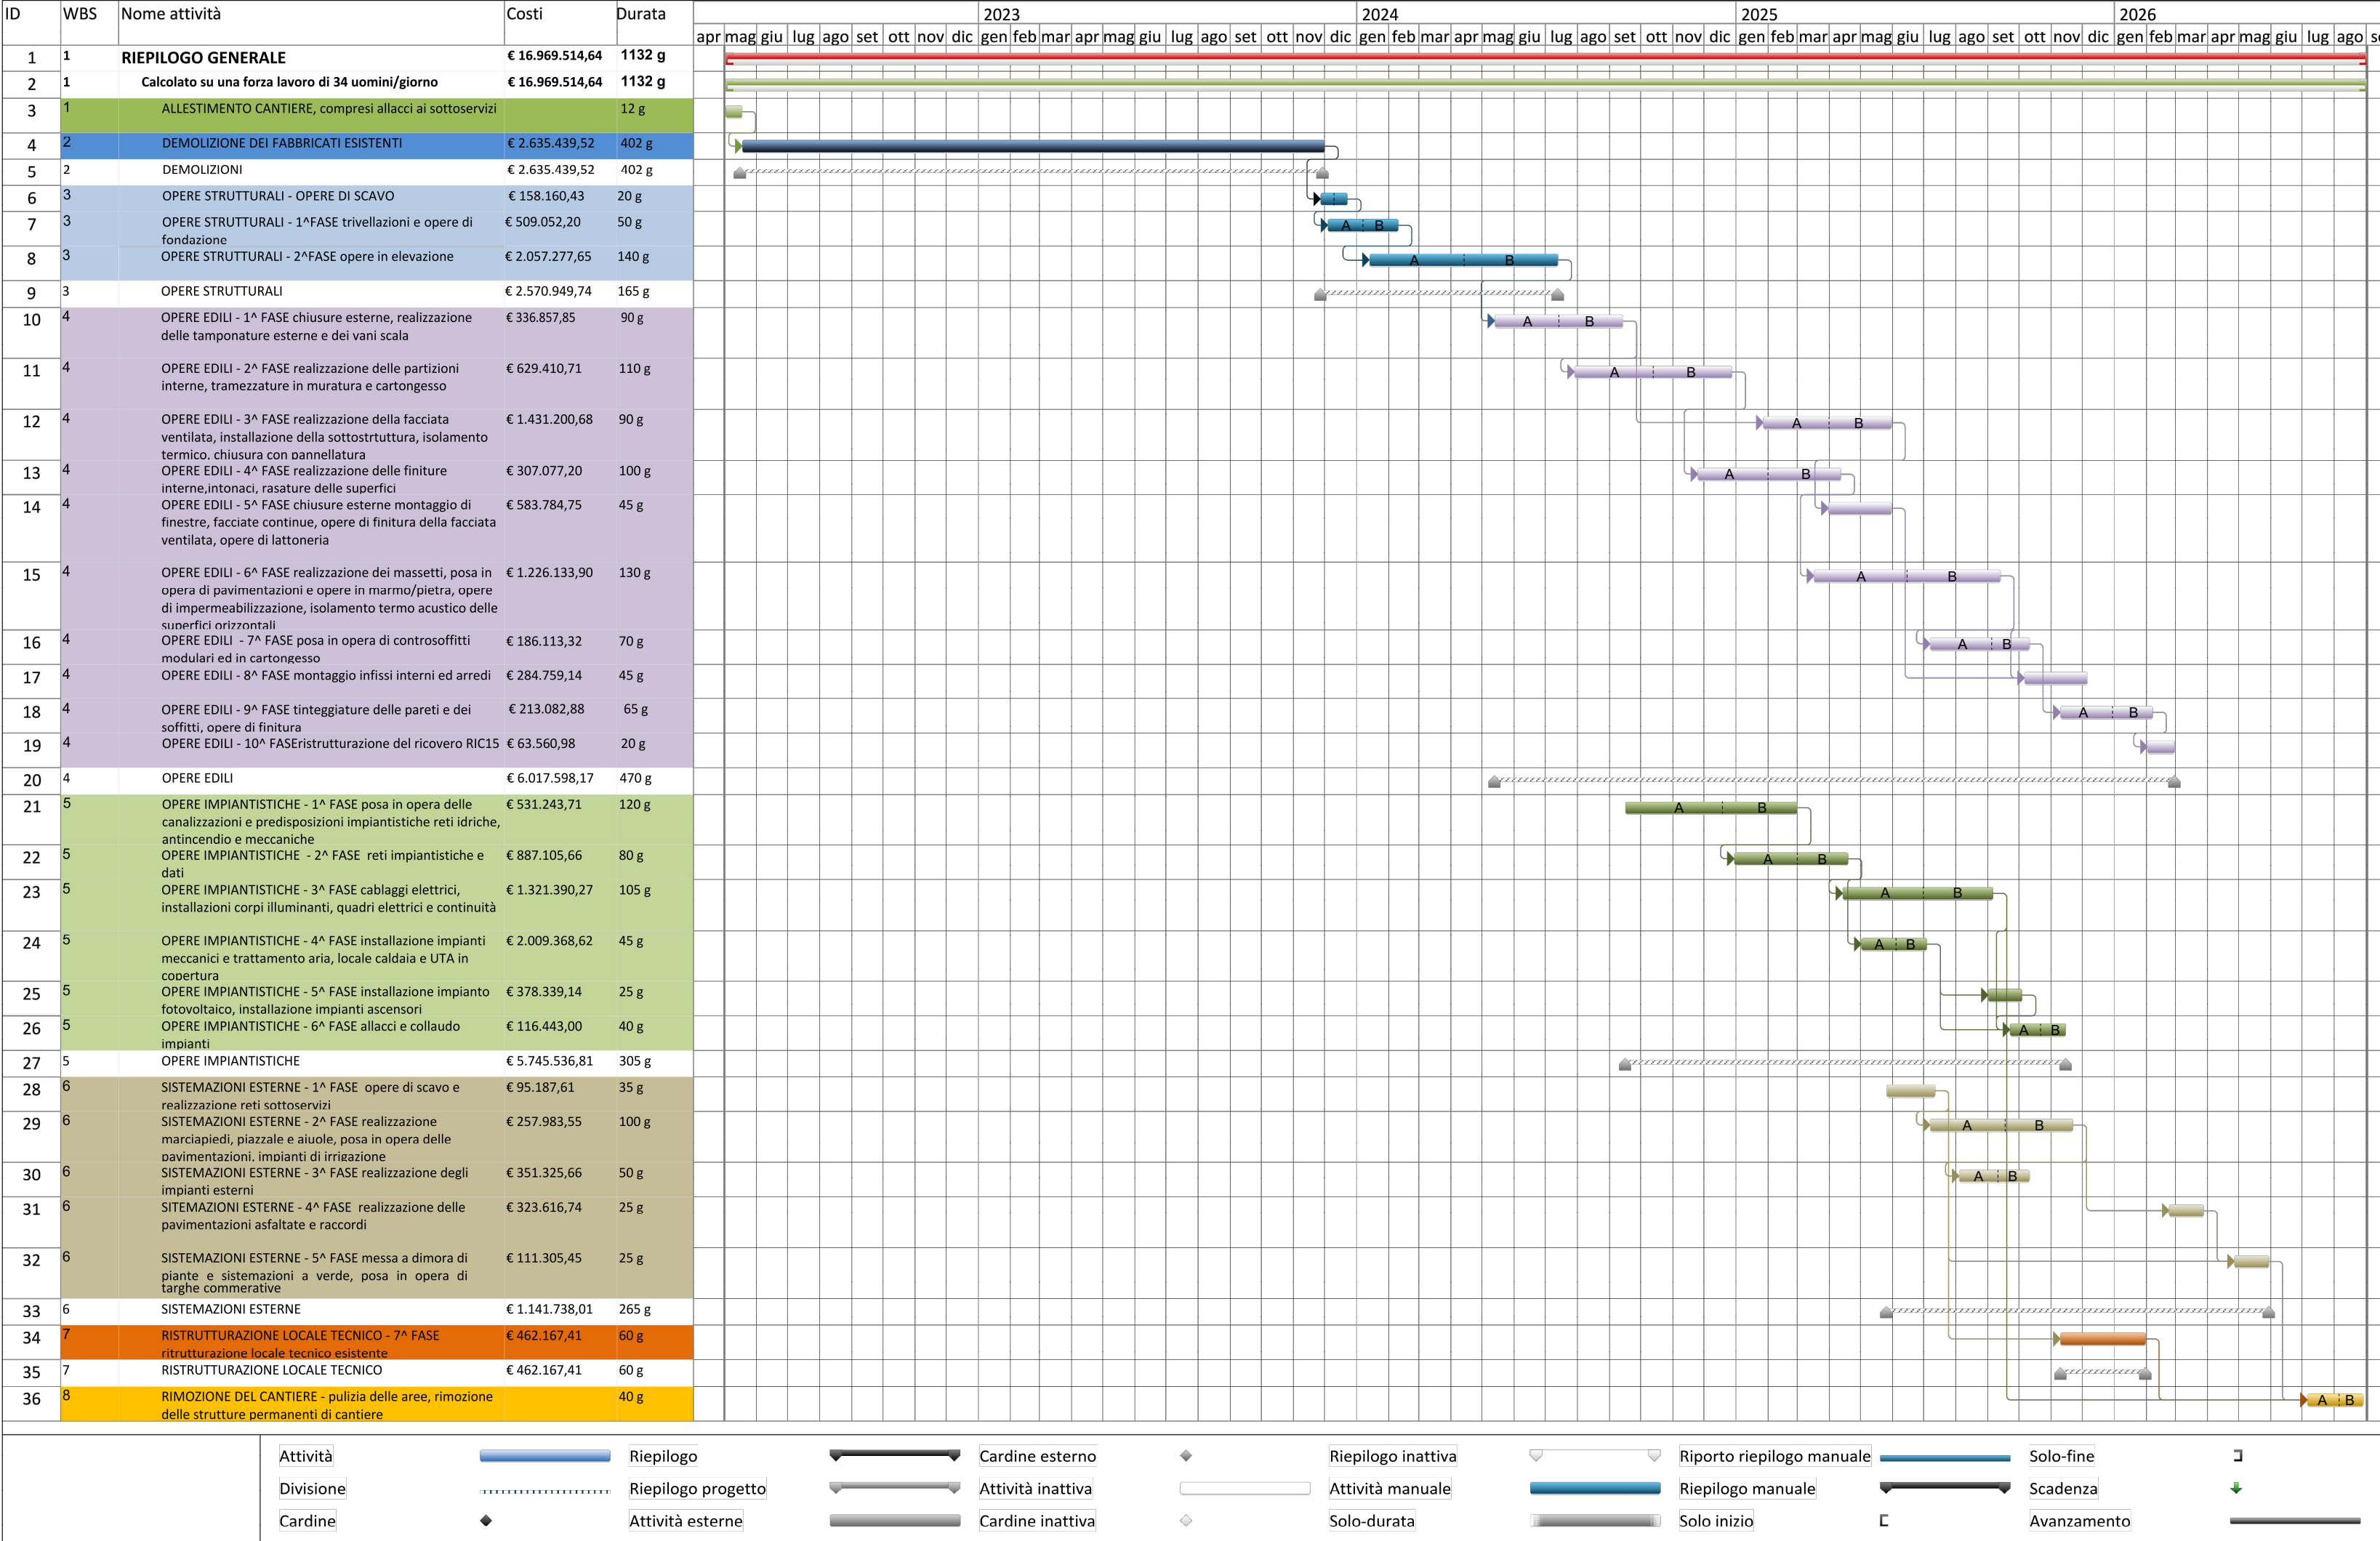 ID WBS Nome attività Costi Durata 2023 2024 2025 2026
apr mag giu lug ago set ott nov dic gen feb mar apr mag giu lug ago set ott nov dic gen feb mar apr mag giu lug ago set ott nov dic gen feb mar apr mag giu lug ago set ott nov dic gen feb mar apr mag giu lug ago s
1 1 RIEPILOGO GENERALE € 16.969.514,64 1132 g
2 1 Calcolato su una forza lavoro di 34 uomini/giorno € 16.969.514,64 1132 g
3 1 ALLESTIMENTO CANTIERE, compresi allacci ai sottoservizi 12 g
4 2 DEMOLIZIONE DEI FABBRICATI ESISTENTI € 2.635.439,52 402 g
5 2 DEMOLIZIONI € 2.635.439,52 402 g
6 3 OPERE STRUTTURALI - OPERE DI SCAVO € 158.160,43 20 g
7 3 OPERE STRUTTURALI - 1^FASE trivellazioni e opere di € 509.052,20 50 g A B
fondazione
8 3 OPERE STRUTTURALI - 2^FASE opere in elevazione € 2.057.277,65 140 g A B
9 3 OPERE STRUTTURALI € 2.570.949,74 165 g
10 4 OPERE EDILI - 1^ FASE chiusure esterne, realizzazione € 336.857,85 90 g A B
delle tamponature esterne e dei vani scala
11 4 OPERE EDILI - 2^ FASE realizzazione delle partizioni € 629.410,71 110 g A B
interne, tramezzature in muratura e cartongesso
12 4 OPERE EDILI - 3^ FASE realizzazione della facciata € 1.431.200,68 90 g A B
ventilata, installazione della sottostrtuttura, isolamento
termico, chiusura con pannellatura
13 4 OPERE EDILI - 4^ FASE realizzazione delle finiture € 307.077,20 100 g A B
interne,intonaci, rasature delle superfici
14 4 OPERE EDILI - 5^ FASE chiusure esterne montaggio di € 583.784,75 45 g
finestre, facciate continue, opere di finitura della facciata
ventilata, opere di lattoneria
15 4 OPERE EDILI - 6^ FASE realizzazione dei massetti, posa in € 1.226.133,90 130 g A B
opera di pavimentazioni e opere in marmo/pietra, opere
di impermeabilizzazione, isolamento termo acustico delle
superfici orizzontali
16 4 OPERE EDILI - 7^ FASE posa in opera di controsoffitti € 186.113,32 70 g A B
modulari ed in cartongesso
17 4 OPERE EDILI - 8^ FASE montaggio infissi interni ed arredi € 284.759,14 45 g
18 4 OPERE EDILI - 9^ FASE tinteggiature delle pareti e dei € 213.082,88 65 g A B
soffitti, opere di finitura
19 4 OPERE EDILI - 10^ FASEristrutturazione del ricovero RIC15 € 63.560,98 20 g
20 4 OPERE EDILI € 6.017.598,17 470 g
21 5 OPERE IMPIANTISTICHE - 1^ FASE posa in opera delle € 531.243,71 120 g A B
canalizzazioni e predisposizioni impiantistiche reti idriche,
antincendio e meccaniche
22 5 OPERE IMPIANTISTICHE - 2^ FASE reti impiantistiche e € 887.105,66 80 g A B
dati
23 5 OPERE IMPIANTISTICHE - 3^ FASE cablaggi elettrici, € 1.321.390,27 105 g A B
installazioni corpi illuminanti, quadri elettrici e continuità
24 5 OPERE IMPIANTISTICHE - 4^ FASE installazione impianti € 2.009.368,62 45 g A B
meccanici e trattamento aria, locale caldaia e UTA in
copertura
25 5 OPERE IMPIANTISTICHE - 5^ FASE installazione impianto € 378.339,14 25 g
fotovoltaico, installazione impianti ascensori
26 5 OPERE IMPIANTISTICHE - 6^ FASE allacci e collaudo € 116.443,00 40 g A B
impianti
27 5 OPERE IMPIANTISTICHE € 5.745.536,81 305 g
28 6 SISTEMAZIONI ESTERNE - 1^ FASE opere di scavo e € 95.187,61 35 g
realizzazione reti sottoservizi
29 6 SISTEMAZIONI ESTERNE - 2^ FASE realizzazione € 257.983,55 100 g A B
marciapiedi, piazzale e aiuole, posa in opera delle
pavimentazioni, impianti di irrigazione
30 6 SISTEMAZIONI ESTERNE - 3^ FASE realizzazione degli € 351.325,66 50 g A B
impianti esterni
31 6 SITEMAZIONI ESTERNE - 4^ FASE realizzazione delle € 323.616,74 25 g
pavimentazioni asfaltate e raccordi
32 6 SISTEMAZIONI ESTERNE - 5^ FASE messa a dimora di € 111.305,45 25 g
piante e sistemazioni a verde, posa in opera di
targhe commerative
33 6 SISTEMAZIONI ESTERNE € 1.141.738,01 265 g
34 7 RISTRUTTURAZIONE LOCALE TECNICO - 7^ FASE € 462.167,41 60 g
ritrutturazione locale tecnico esistente
35 7 RISTRUTTURAZIONE LOCALE TECNICO € 462.167,41 60 g
36 8 RIMOZIONE DEL CANTIERE - pulizia delle aree, rimozione 40 g A B
delle strutture permanenti di cantiere
Attività Riepilogo Cardine esterno Riepilogo inattiva Riporto riepilogo manuale Solo-fine
Divisione Riepilogo progetto Attività inattiva Attività manuale Riepilogo manuale Scadenza
Cardine Attività esterne Cardine inattiva Solo-durata Solo inizio Avanzamento